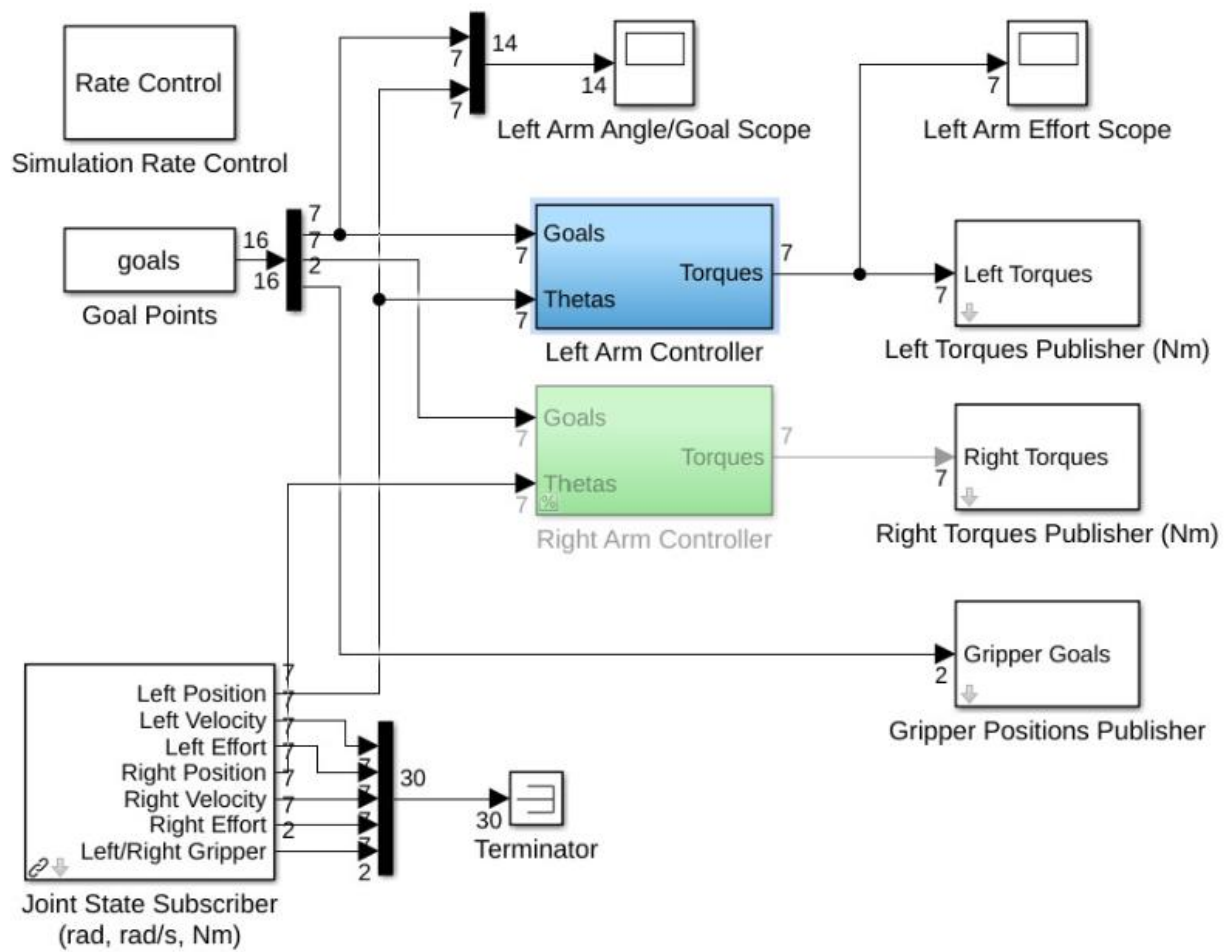 Rate Control
Simulation Rate Control
7
7
14
14
Left Arm Angle/Goal Scope
7
Left Arm Effort Scope
goals
Goal Points
16
16
7
7
2
Goals
7
Thetas
7
Torques
7
Left Arm Controller
Left Torques
7
Left Torques Publisher (Nm)
Goals
7
Thetas
7
%
Torques
7
Right Arm Controller
Right Torques
7
Right Torques Publisher (Nm)
Gripper Goals
2
Gripper Positions Publisher
7
Left Position 7
Left Velocity 7
Left Effort 7
Right Position 7
Right Velocity 7
Right Effort 2
Left/Right Gripper
7
7
7
7
2
30
30
Terminator
Joint State Subscriber
(rad, rad/s, Nm)